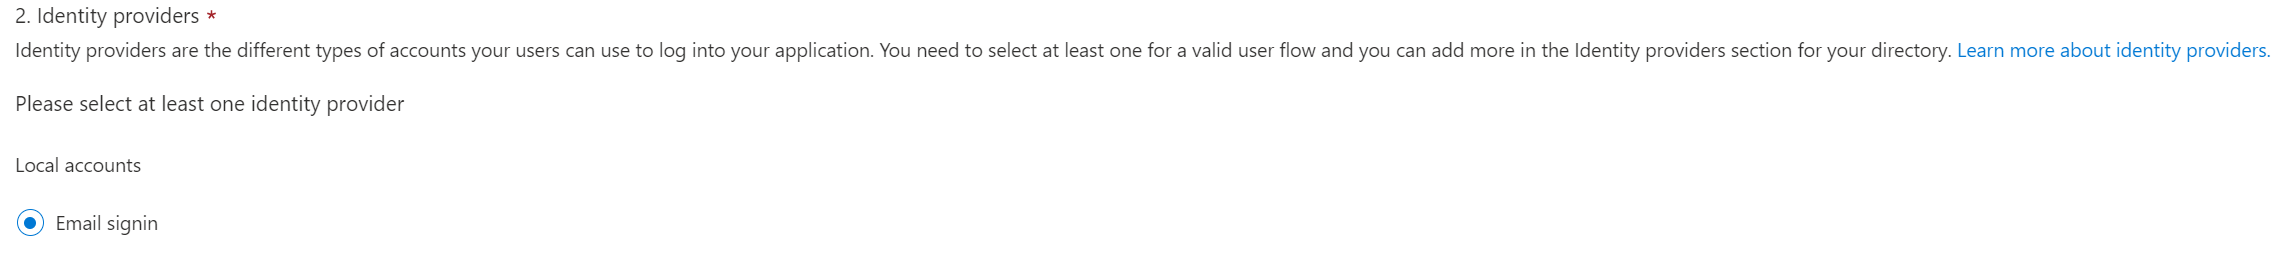 2. Identity providers *
Identity providers are the different types of accounts your users can use to log into your application. You need to select at least one for a valid user flow and you can add more in the Identity providers section for your directory. Learn more about identity providers.
Please select at least one identity provider
Local accounts
Email signin